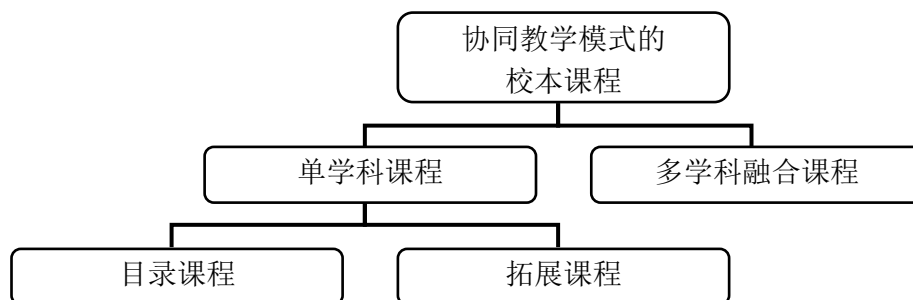 协同教学模式的
校本课程
单学科课程
多学科融合课程
目录课程
拓展课程